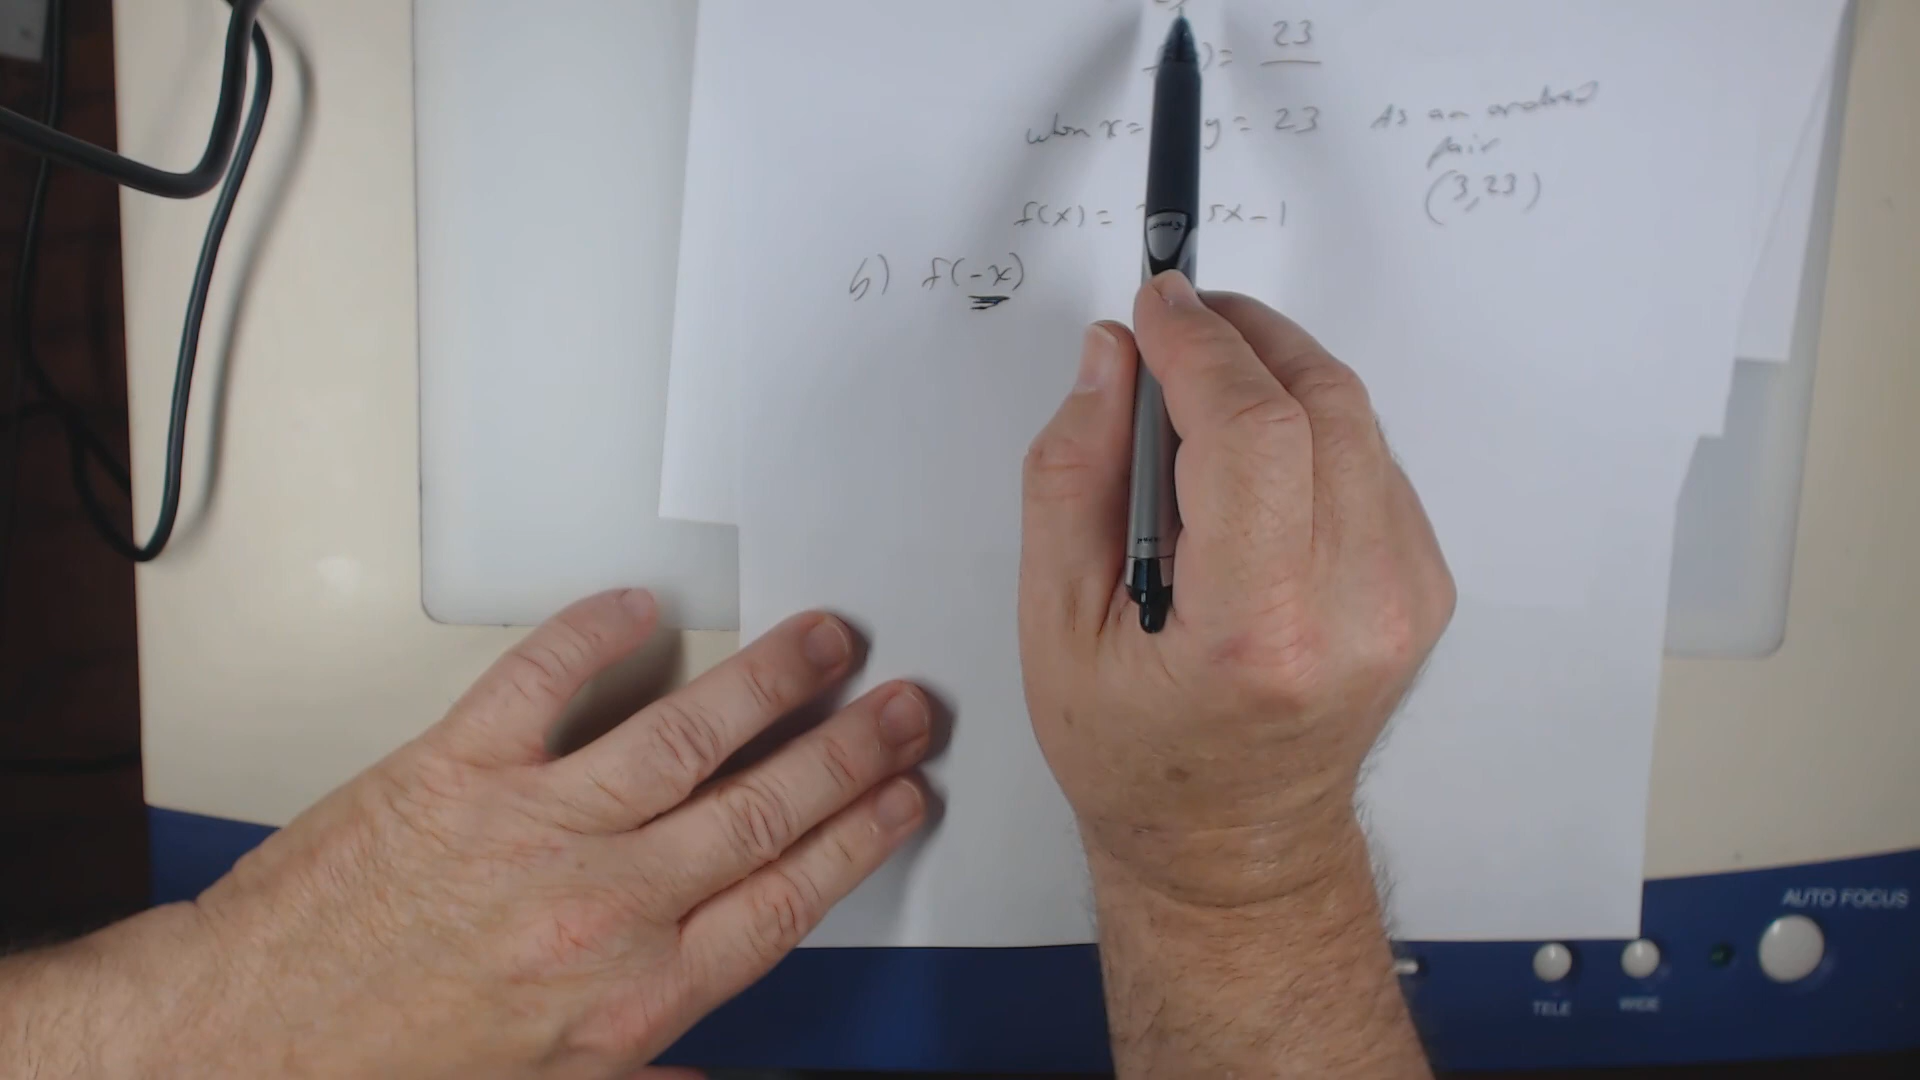 ) = 23
when x= y = 23 As an ordered
pair
(3,23)
f(x) = 5x-1
b) f(-x)
AUTO FOCUS
TELE WIDE